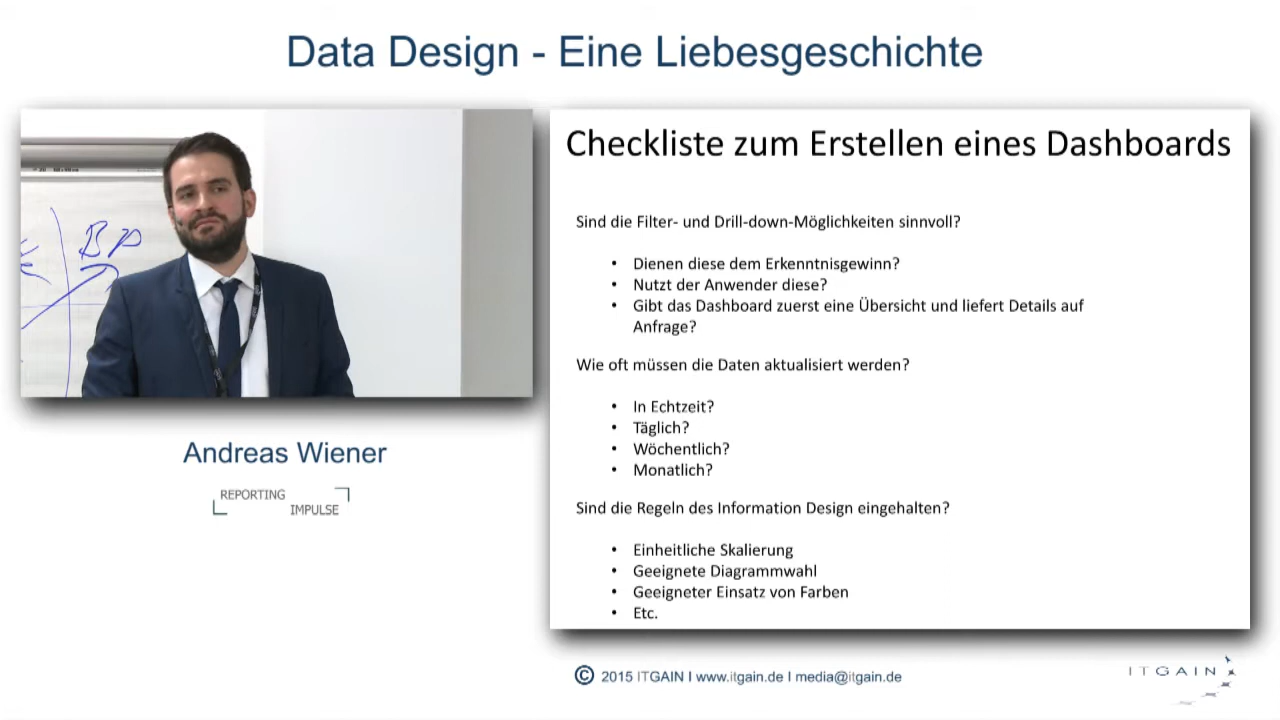 Data Design - Eine Liebesgeschichte
BP
Andreas Wiener
REPORTING
IMPULSE
Checkliste zum Erstellen eines Dashboards
Sind die Filter- und Drill-down-Möglichkeiten sinnvoll?
• Dienen diese dem Erkenntnisgewinn?
• Nutzt der Anwender diese?
• Gibt das Dashboard zuerst eine Übersicht und liefert Details auf
Anfrage?
Wie oft müssen die Daten aktualisiert werden?
• In Echtzeit?
• Täglich?
• Wöchentlich?
• Monatlich?
Sind die Regeln des Information Design eingehalten?
• Einheitliche Skalierung
• Geeignete Diagrammwahl
• Geeigneter Einsatz von Farben
• Etc.
© 2015 ITGAIN I www.itgain.de I media@itgain.de
ITGAIN